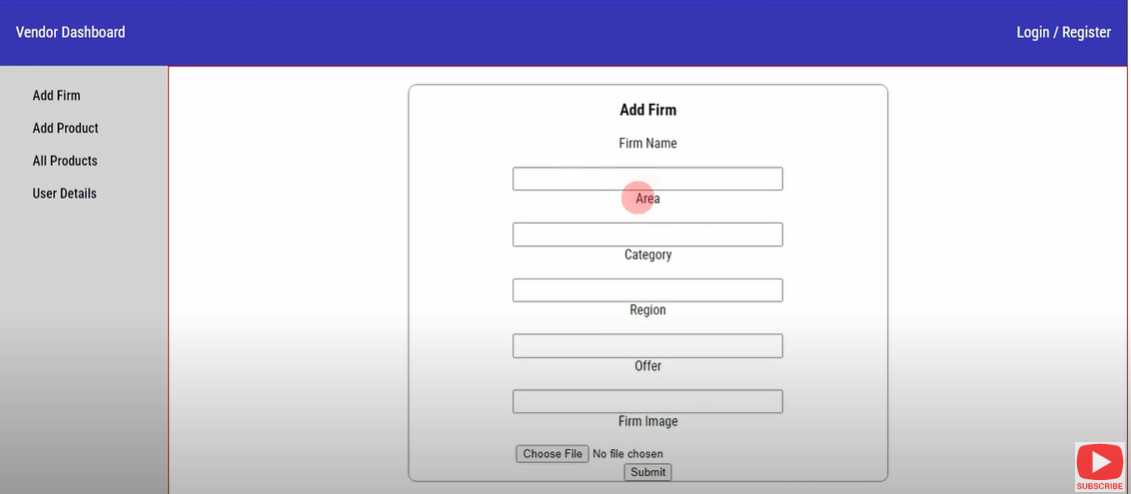 Vendor Dashboard
Login / Register
Add Firm
Add Product
All Products
User Details
Add Firm
Firm Name
Area
Category
Region
Offer
Firm Image
Choose File No file chosen
Submit
SUBSCRIBE